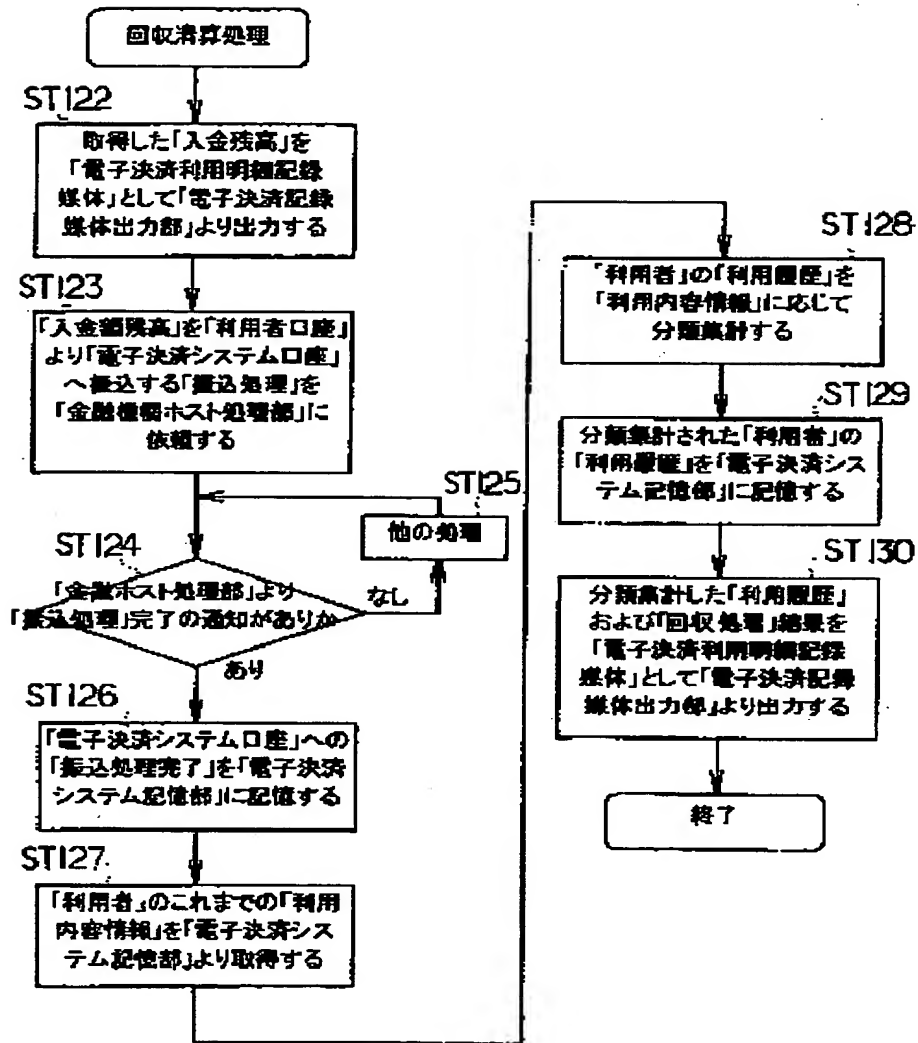 回収清算処理
ST122
取得した「入金残高」を
「電子決済利用明細記録
媒体」として「電子決済記録
媒体出力部」より出力する
ST123
「入金額残高」を「利用者口座」
より「電子決済システム口座」
へ振込する「振込処理」を
「金融機関ホスト処理部」に
依頼する
ST125
他の処理
ST124
「金融ホスト処理部」より
「振込処理」完了の通知がありか
なし
あり
ST126
「電子決済システム口座」への
「振込処理完了」を「電子決済
システム記憶部」に記憶する
ST127
「利用者」のこれまでの「利用
内容情報」を「電子決済シス
テム記憶部」より取得する
ST128
「利用者」の「利用履歴」を
「利用内容情報」に応じて
分類集計する
ST129
分類集計された「利用者」の
「利用履歴」を「電子決済シス
テム記憶部」に記憶する
ST130
分類集計した「利用履歴」
および「回収処理」結果を
「電子決済利用明細記録
媒体」として「電子決済記録
媒体出力部」より出力する
終了